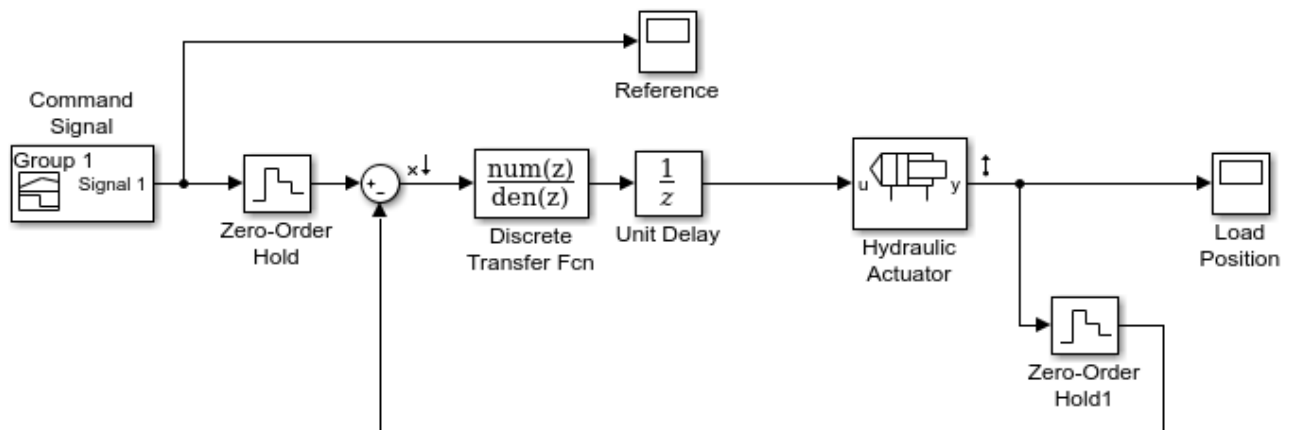 Reference
Command
Signal
Group 1
Signal 1
Zero-Order
Hold
+
−
×↓
num(z)
den(z)
Discrete
Transfer Fcn
1
z
Unit Delay
u
y
Hydraulic
Actuator
Load
Position
Zero-Order
Hold1